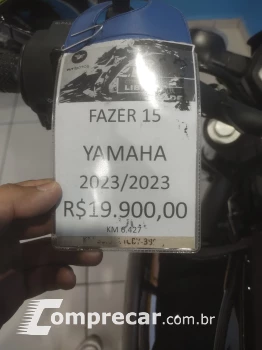 FAZER 15
YAMAHA
2023/2023
R$19.900,00
KM 6.427
Comprecar.com.br